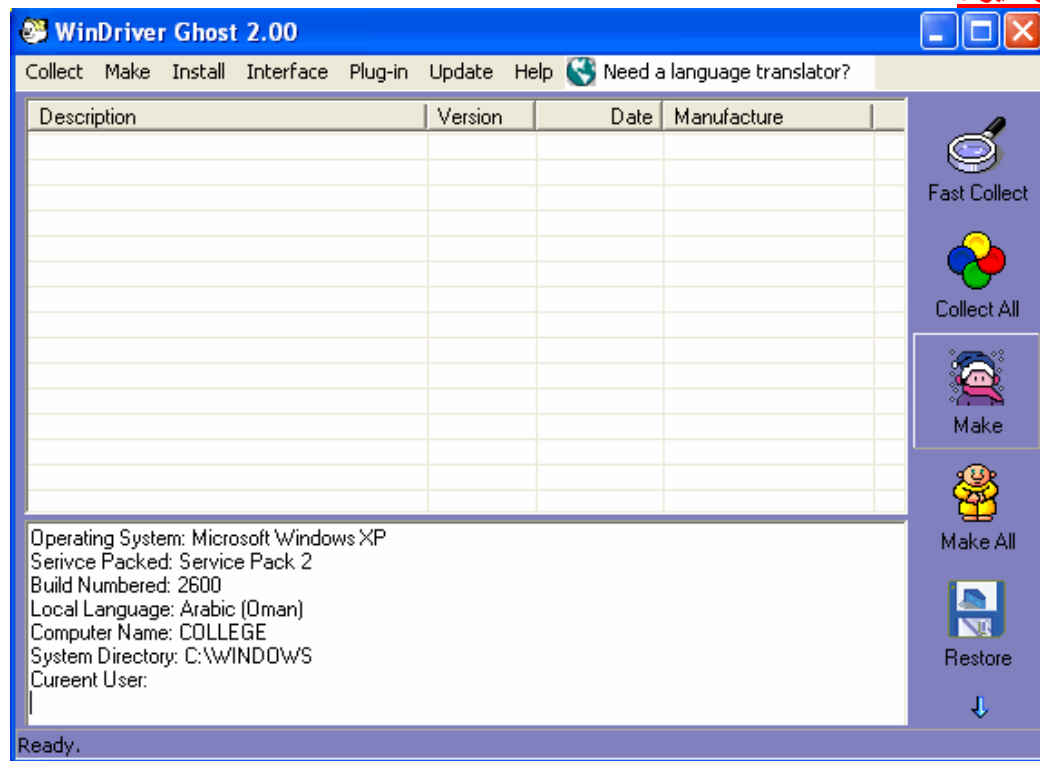 WinDriver Ghost 2.00
Collect Make Install Interface Plug-in Update Help Need a language translator?
Description Version Date Manufacture
Fast Collect
Collect All
Make
Make All
Restore
Operating System: Microsoft Windows XP
Serivce Packed: Service Pack 2
Build Numbered: 2600
Local Language: Arabic (Oman)
Computer Name: COLLEGE
System Directory: C:\WINDOWS
Cureent User:
Ready.